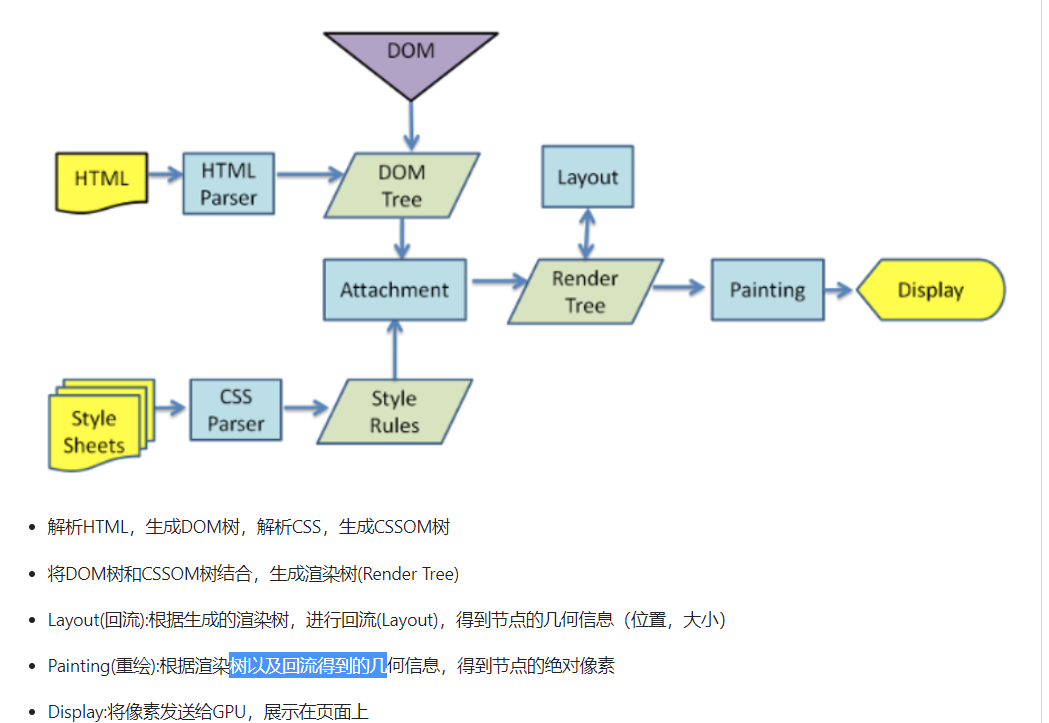 DOM
HTML
HTML
Parser
DOM
Tree
Layout
Attachment
Render
Tree
Painting
Display
Style
Sheets
CSS
Parser
Style
Rules
解析HTML，生成DOM树，解析CSS，生成CSSOM树
将DOM树和CSSOM树结合，生成渲染树(Render Tree)
Layout(回流):根据生成的渲染树，进行回流(Layout)，得到节点的几何信息（位置，大小）
Painting(重绘):根据渲染树以及回流得到的几何信息，得到节点的绝对像素
Display:将像素发送给GPU，展示在页面上